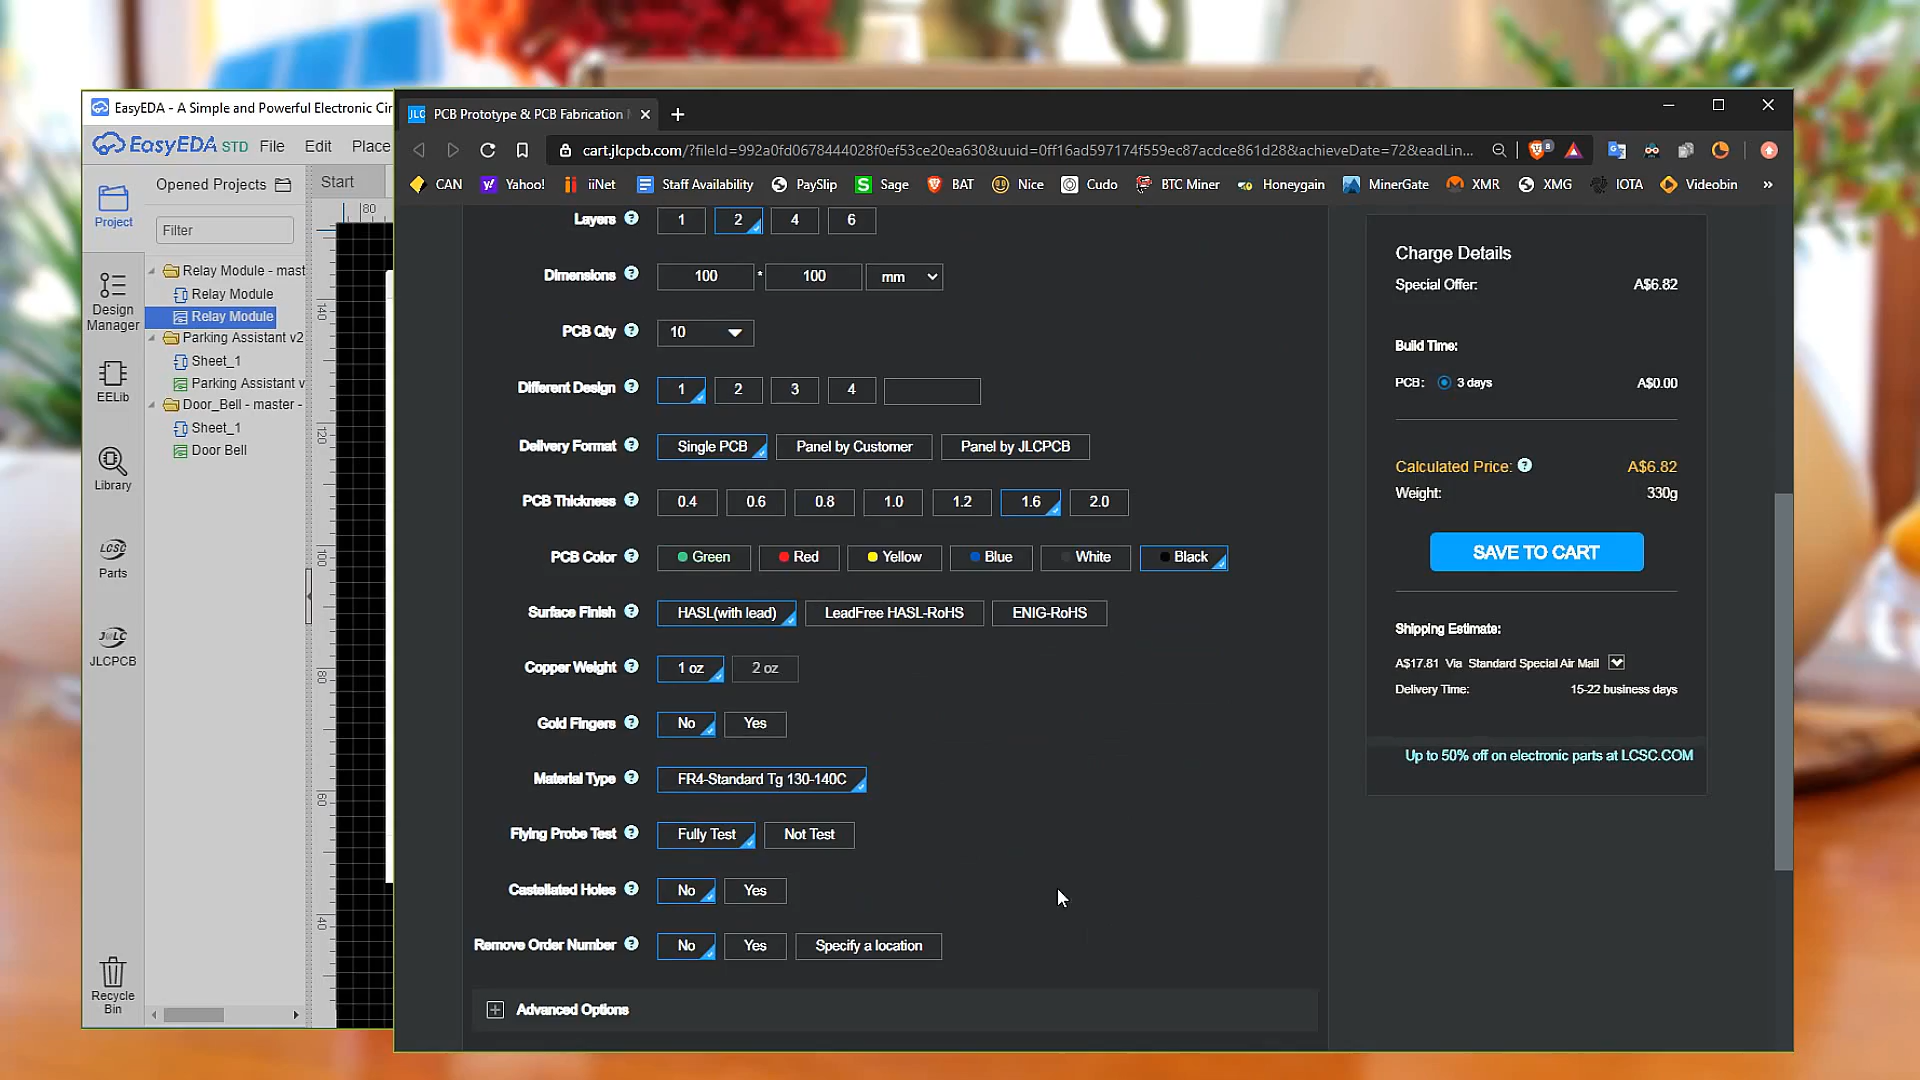 EasyEDA - A Simple and Powerful Electronic Cir
EasyEDA STD File Edit Place
Project
Design
Manager
EELib
Library
LCSC
Parts
JLC
JLCPCB
Recycle
Bin
Opened Projects
Filter
Relay Module - mast
Relay Module
Relay Module
Parking Assistant v2
Sheet_1
Parking Assistant v
Door_Bell - master -
Sheet_1
Door Bell
Start
80
140
120
100
80
60
40
JLC PCB Prototype & PCB Fabrication
cart.jlcpcb.com/?fileId=992a0fd0678444028f0ef53ce20ea630&uuid=0ff16ad597174f559ec87acdce861d28&achieveDate=72&eadLin...
8
CAN Yahoo! iiNet Staff Availability PaySlip Sage BAT Nice Cudo BTC Miner Honeygain MinerGate XMR XMG IOTA Videobin »
Layers ? 1 2 4 6
Dimensions ? 100 * 100 mm
PCB Qty ? 10
Different Design ? 1 2 3 4
Delivery Format ? Single PCB Panel by Customer Panel by JLCPCB
PCB Thickness ? 0.4 0.6 0.8 1.0 1.2 1.6 2.0
PCB Color ? Green Red Yellow Blue White Black
Surface Finish ? HASL(with lead) LeadFree HASL-RoHS ENIG-RoHS
Copper Weight ? 1 oz 2 oz
Gold Fingers ? No Yes
Material Type ? FR4-Standard Tg 130-140C
Flying Probe Test ? Fully Test Not Test
Castellated Holes ? No Yes
Remove Order Number ? No Yes Specify a location
Advanced Options
Charge Details
Special Offer: A$6.82
Build Time:
PCB: 3 days A$0.00
Calculated Price: ? A$6.82
Weight: 330g
SAVE TO CART
Shipping Estimate:
A$17.81 Via Standard Special Air Mail
Delivery Time: 15-22 business days
Up to 50% off on electronic parts at LCSC.COM